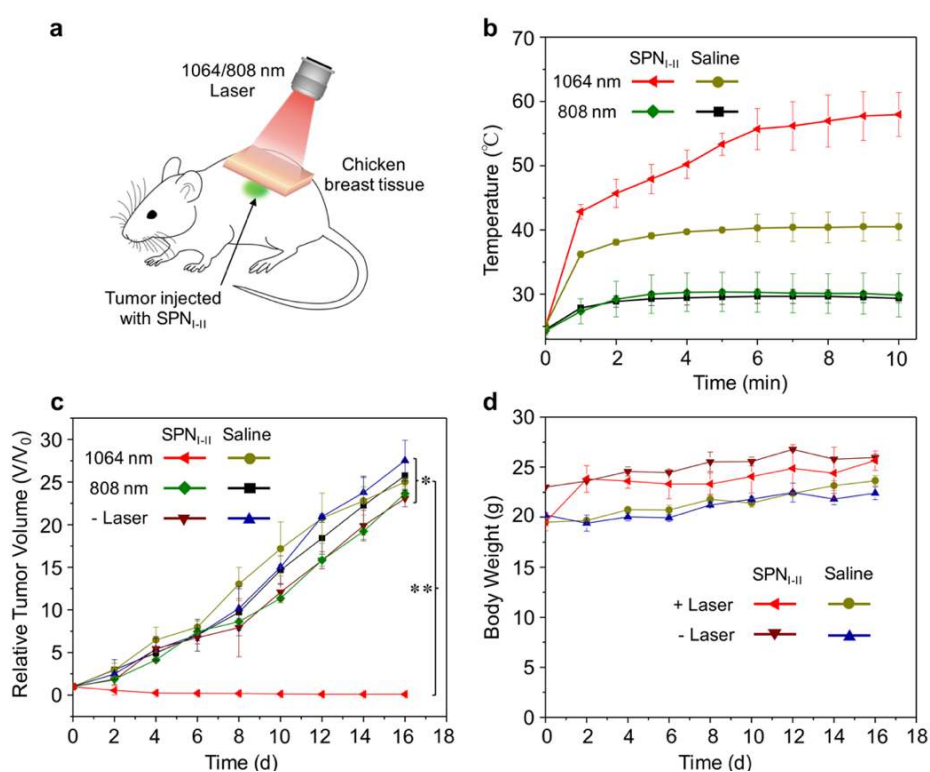 a
1064/808 nm
Laser
Chicken
breast tissue
Tumor injected
with SPN_I-II
b
70
60
50
40
30
Temperature (℃)
SPN_I-II Saline
1064 nm
808 nm
0 2 4 6 8 10
Time (min)
c
30
25
20
15
10
5
0
Relative Tumor Volume (V/V₀)
SPN_I-II Saline
1064 nm
808 nm
- Laser
*
**
0 2 4 6 8 10 12 14 16 18
Time (d)
d
30
25
20
15
10
5
0
Body Weight (g)
SPN_I-II Saline
+ Laser
- Laser
0 2 4 6 8 10 12 14 16 18
Time (d)